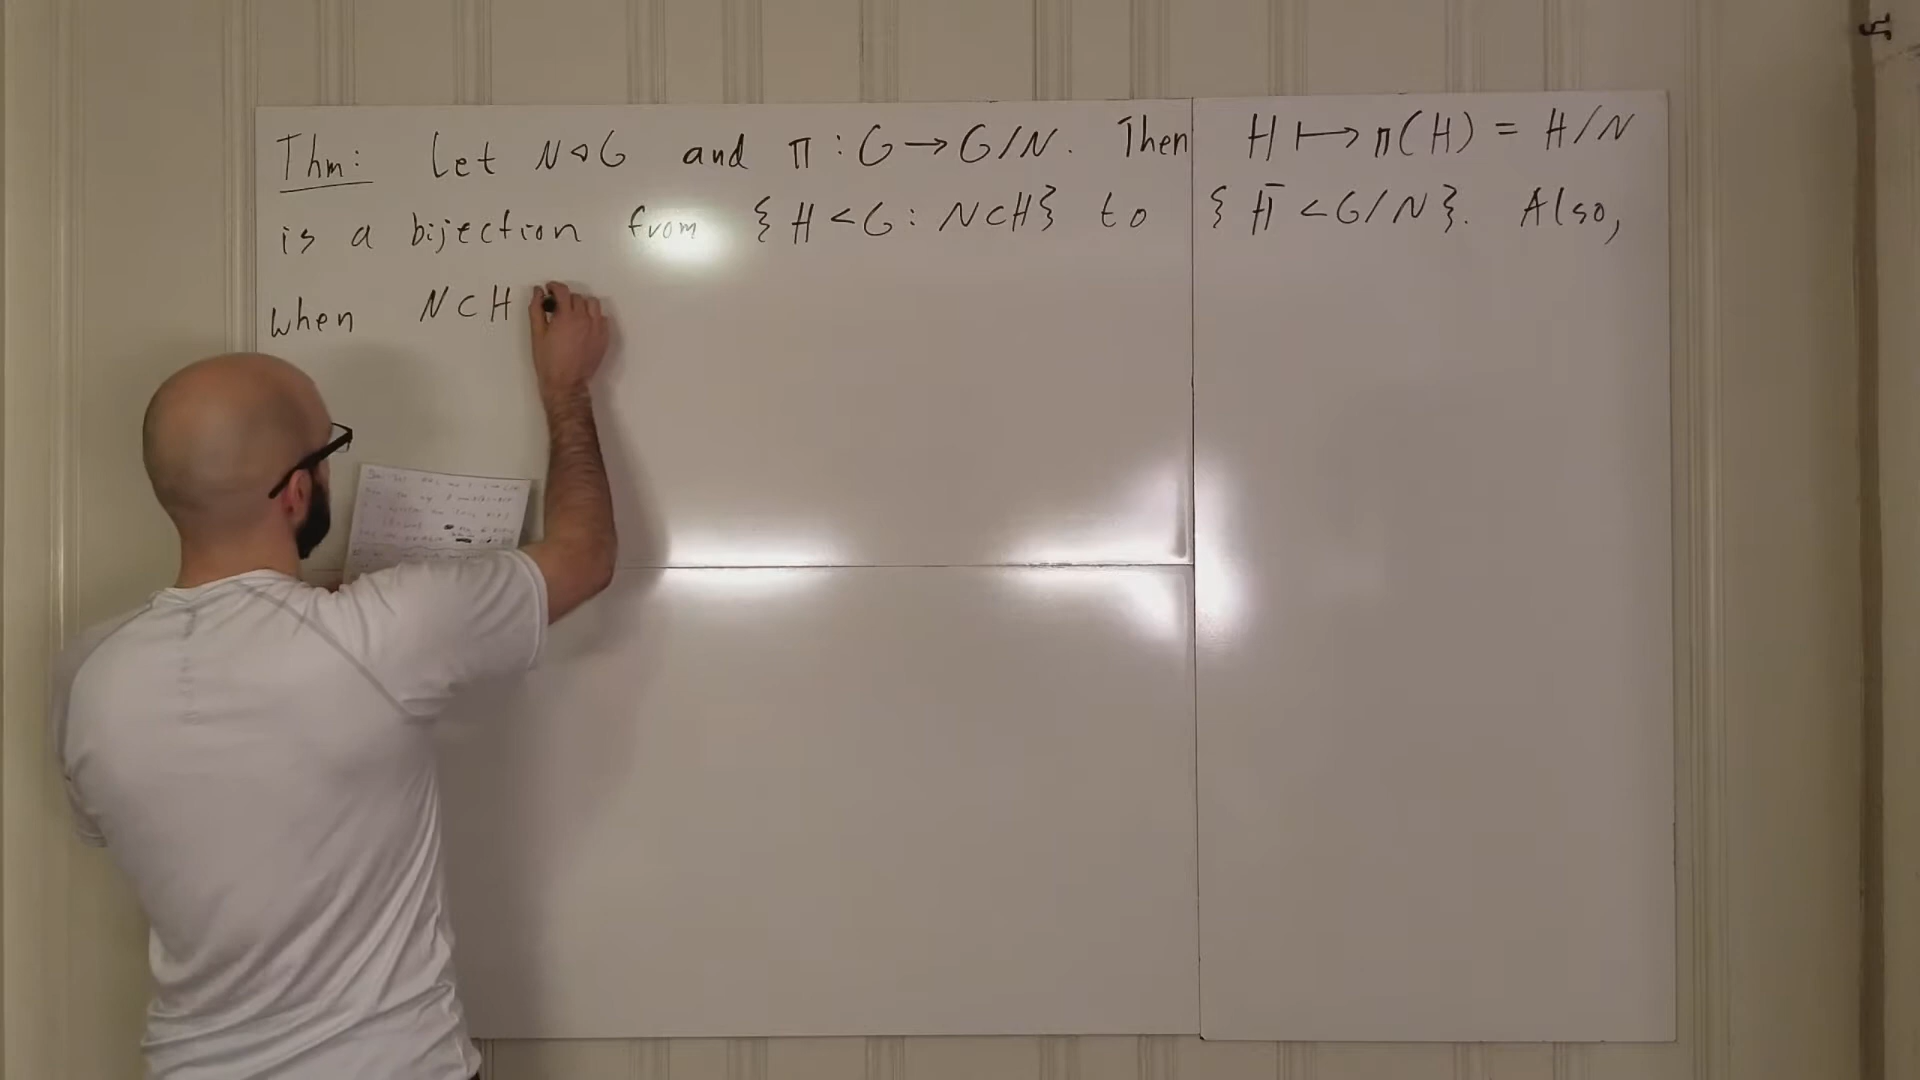 Thm: Let N◁G and π : G → G/N. Then H ↦ π(H) = H/N
is a bijection from { H < G : N ⊂ H } to { H̄ < G/N }. Also,
when N ⊂ H